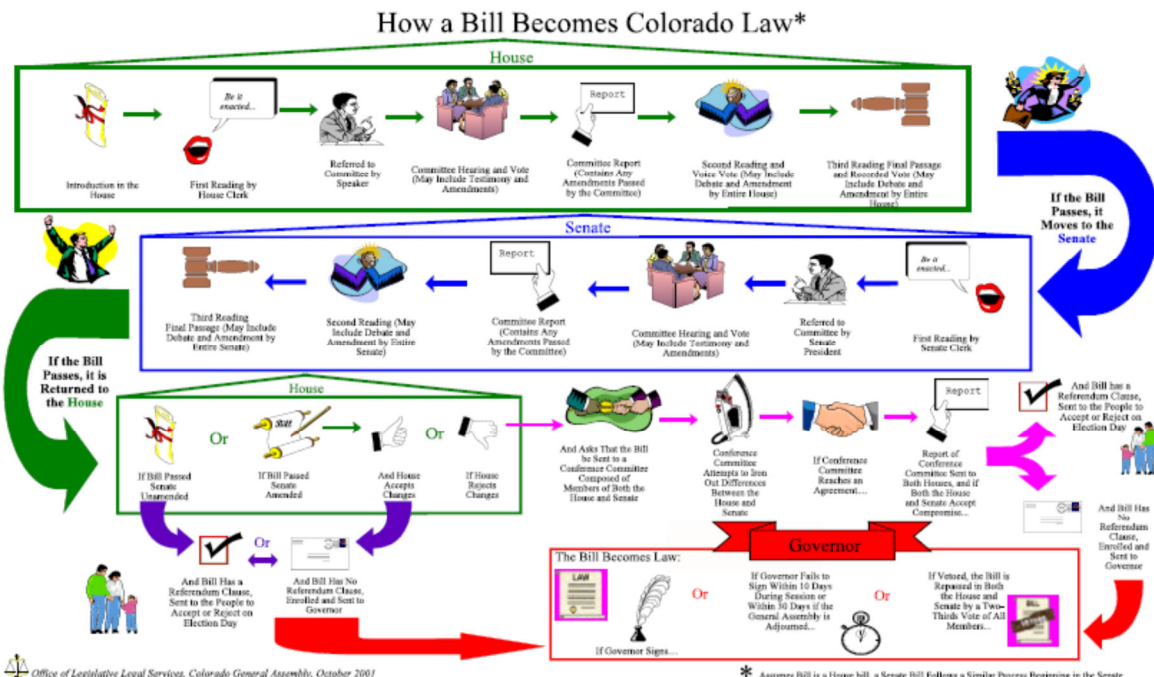 How a Bill Becomes Colorado Law*
House
Be it
enacted...
Report
Introduction in the
House
First Reading by
House Clerk
Referred to
Committee by
Speaker
Committee Hearing and Vote
(May Include Testimony and
Amendments)
Committee Report
(Contains Any
Amendments Passed
by the Committee)
Second Reading and
Voice Vote (May Include
Debate and Amendment
by Entire House)
Third Reading Final Passage
and Recorded Vote (May
Include Debate and
Amendment by Entire
House)
If the Bill
Passes, it
Moves to the
Senate
Senate
Report
Be it
enacted...
Third Reading
Final Passage (May Include
Debate and Amendment by
Entire Senate)
Second Reading (May
Include Debate and
Amendment by Entire
Senate)
Committee Report
(Contains Any
Amendments Passed
by the Committee)
Committee Hearing and Vote
(May Include Testimony and
Amendments)
Referred to
Committee by
Senate
President
First Reading by
Senate Clerk
If the Bill
Passes, it is
Returned to
the House
House
Or
Or
If Bill Passed
Senate
Unamended
If Bill Passed
Senate
Amended
And House
Accepts
Changes
If House
Rejects
Changes
And Asks That the Bill
be Sent to a
Conference Committee
Composed of
Members of Both the
House and Senate
Conference
Committee
Attempts to Iron
Out Differences
Between the
House and
Senate
If Conference
Committee
Reaches an
Agreement....
Report
Report of
Conference
Committee Sent to
Both Houses, and if
Both the House
and Senate Accept
Compromise...
And Bill has a
Referendum Clause,
Sent to the People to
Accept or Reject on
Election Day
And Bill Has
No
Referendum
Clause,
Enrolled and
Sent to
Governor
Or
And Bill Has a
Referendum Clause,
Sent to the People to
Accept or Reject on
Election Day
And Bill Has No
Referendum Clause,
Enrolled and Sent to
Governor
Governor
The Bill Becomes Law:
LAW
If Governor Signs...
Or
If Governor Fails to
Sign Within 10 Days
During Session or
Within 30 Days if the
General Assembly is
Adjourned...
Or
If Vetoed, the Bill is
Repassed in Both
the House and
Senate by a Two-
Thirds Vote of All
Members...
BILL
Office of Legislative Legal Services, Colorado General Assembly, October 2001
* Assumes Bill is a House bill, a Senate Bill Follows a Similar Process Beginning in the Senate